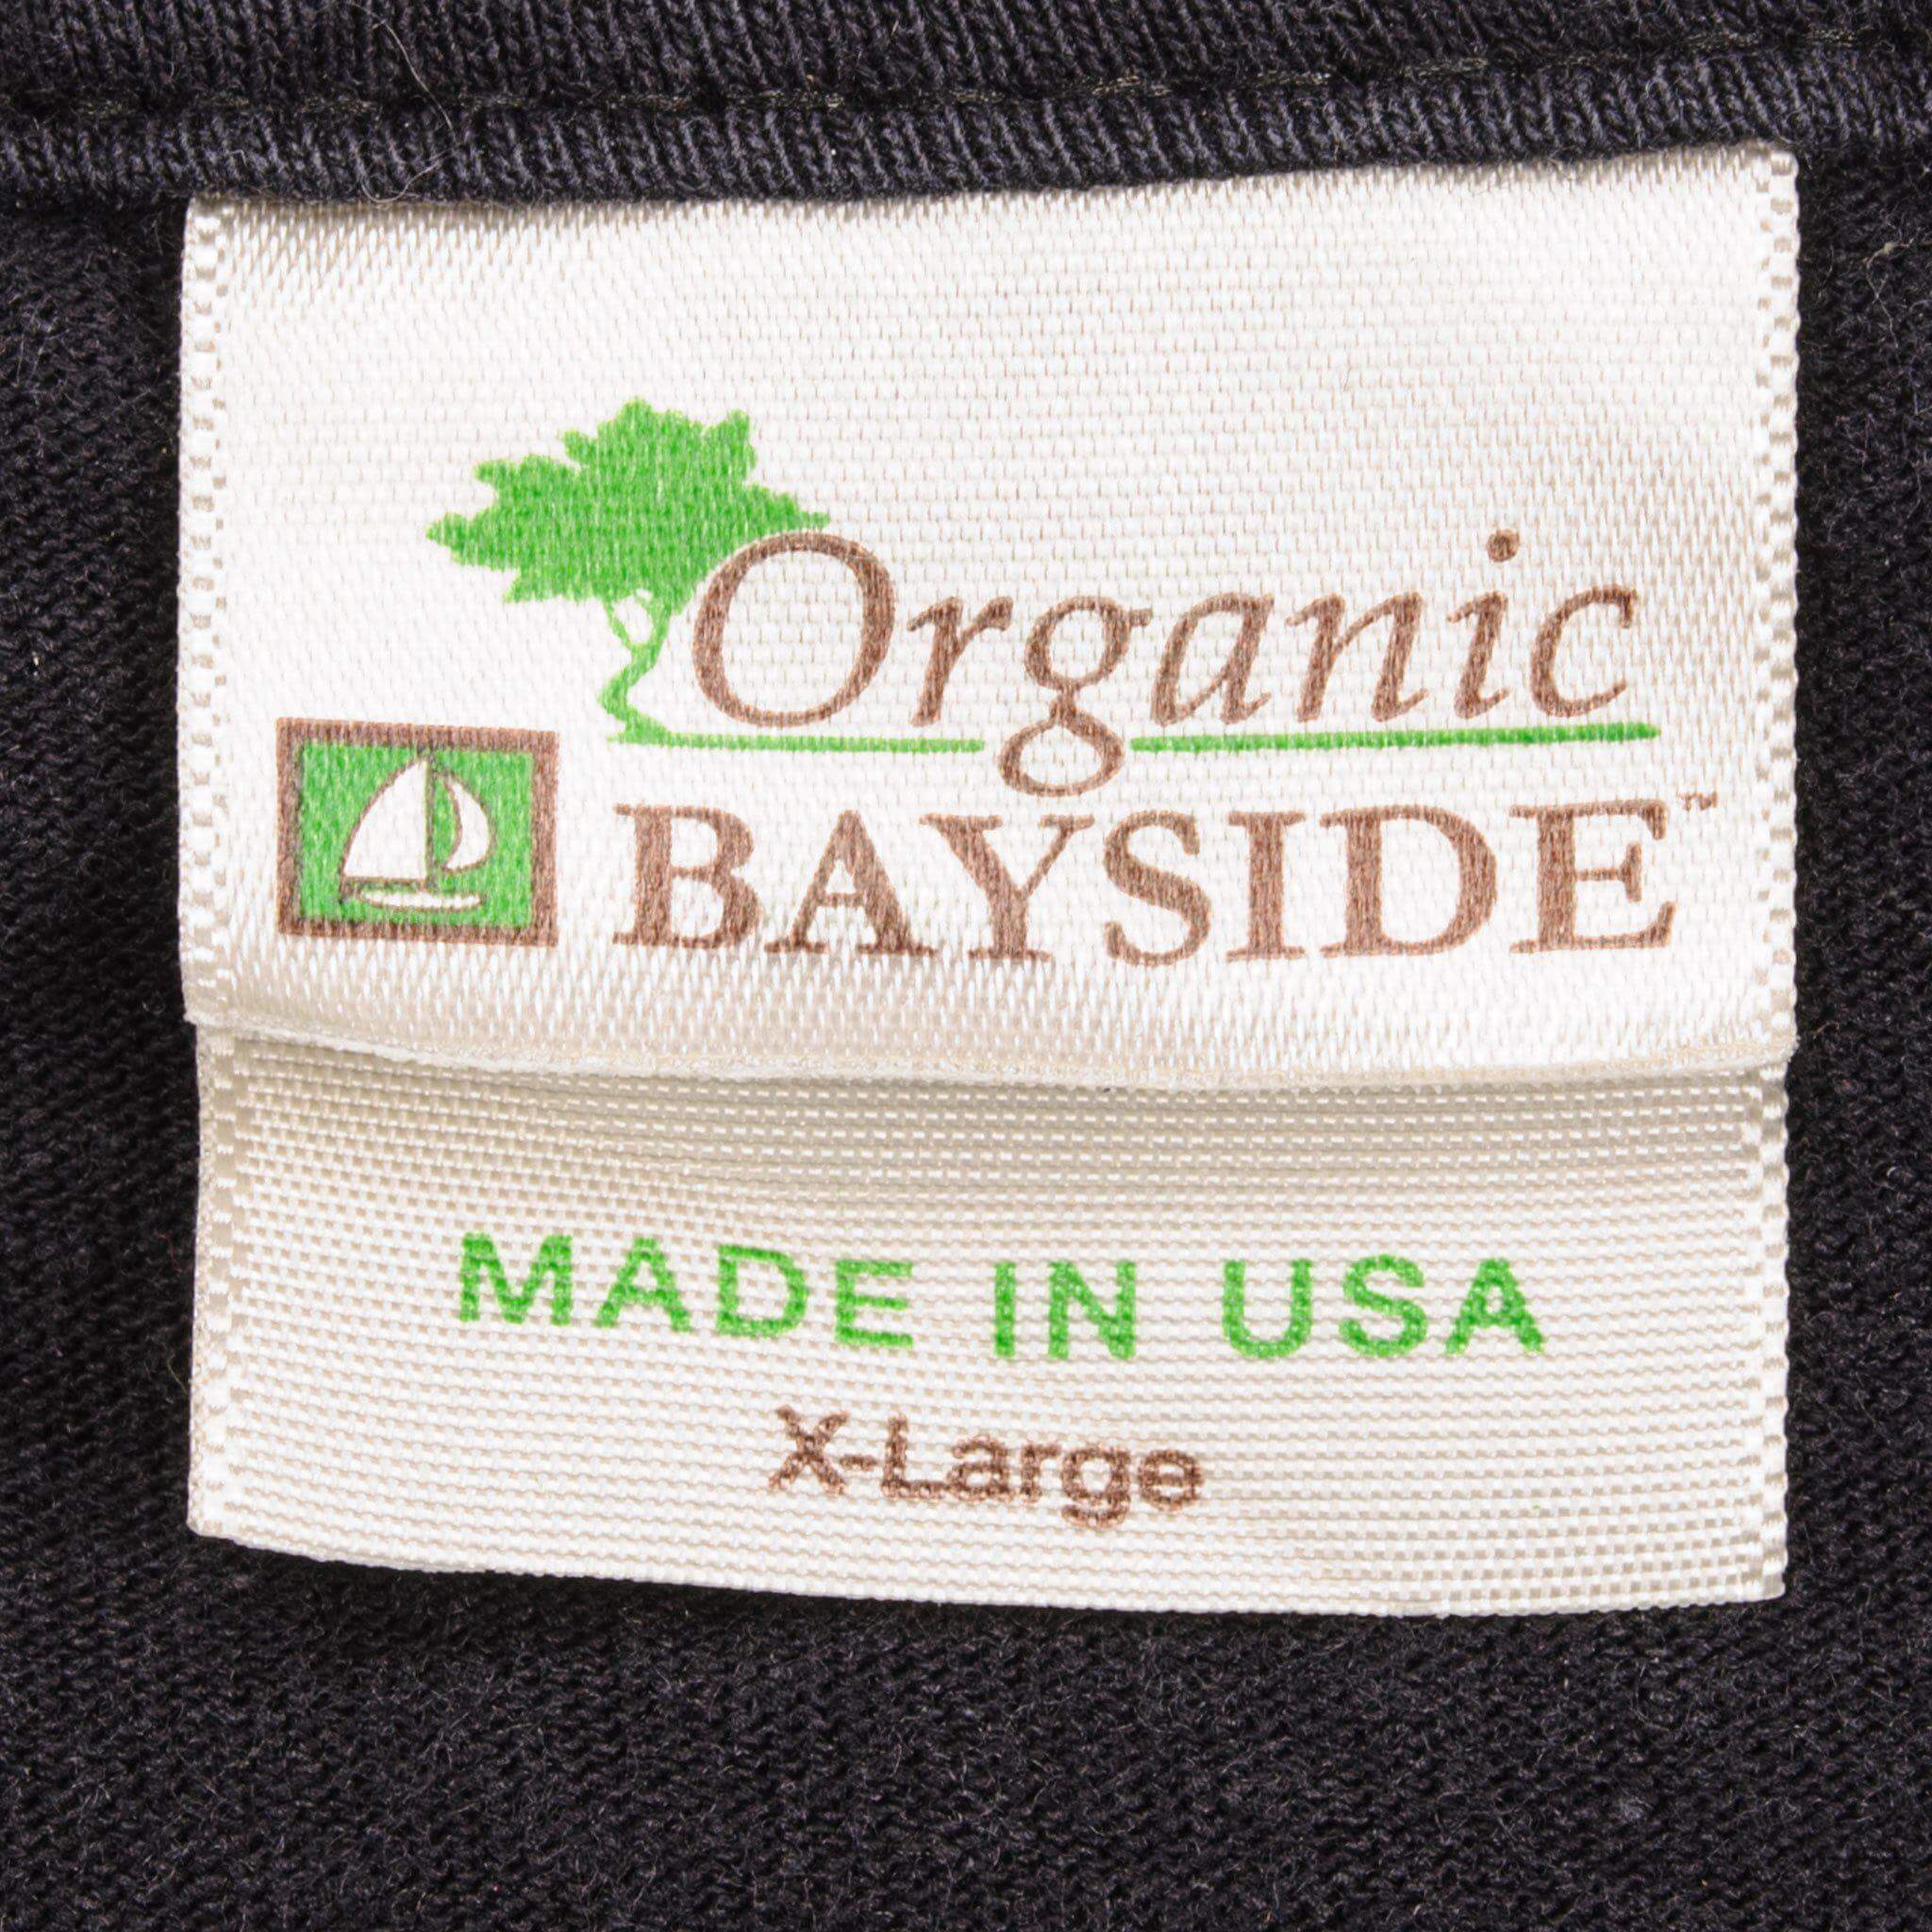 Organic
BAYSIDE™
MADE IN USA
X-Large